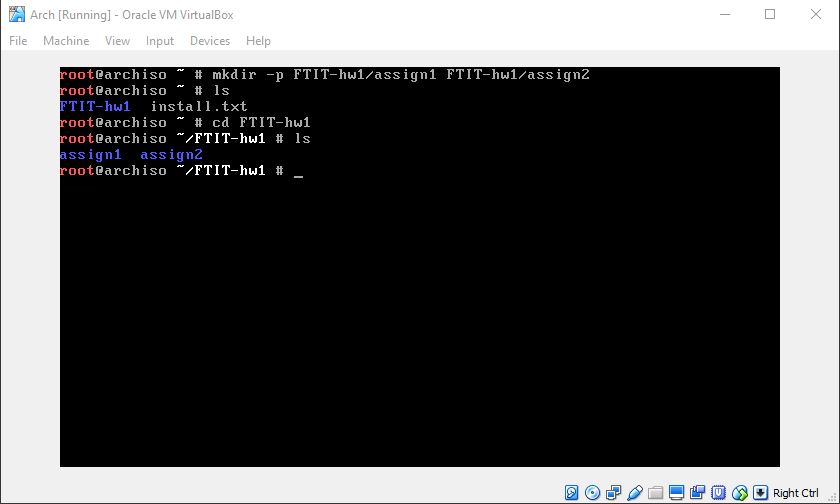 Arch [Running] - Oracle VM VirtualBox
File Machine View Input Devices Help
root@archiso ~ # mkdir -p FTIT-hw1/assign1 FTIT-hw1/assign2
root@archiso ~ # ls
FTIT-hw1 install.txt
root@archiso ~ # cd FTIT-hw1
root@archiso ~/FTIT-hw1 # ls
assign1 assign2
root@archiso ~/FTIT-hw1 # _
Right Ctrl